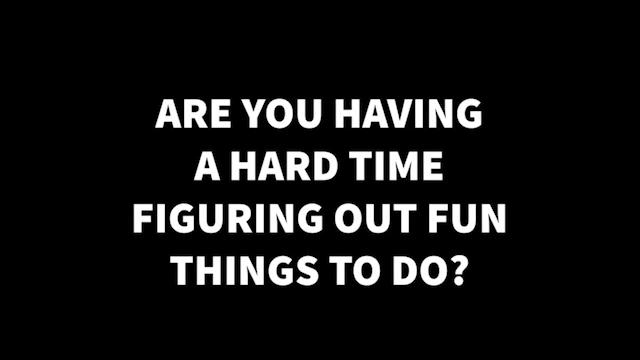 ARE YOU HAVING
A HARD TIME
FIGURING OUT FUN
THINGS TO DO?